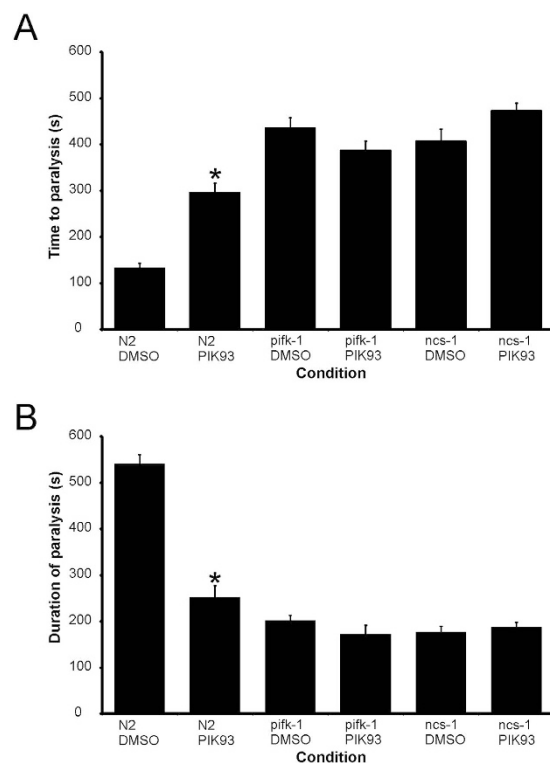 A
Time to paralysis (s)
600
500
400
300
200
100
0
*
N2 DMSO
N2 PIK93
pifk-1 DMSO
pifk-1 PIK93
ncs-1 DMSO
ncs-1 PIK93
Condition
B
Duration of paralysis (s)
600
500
400
300
200
100
0
*
N2 DMSO
N2 PIK93
pifk-1 DMSO
pifk-1 PIK93
ncs-1 DMSO
ncs-1 PIK93
Condition